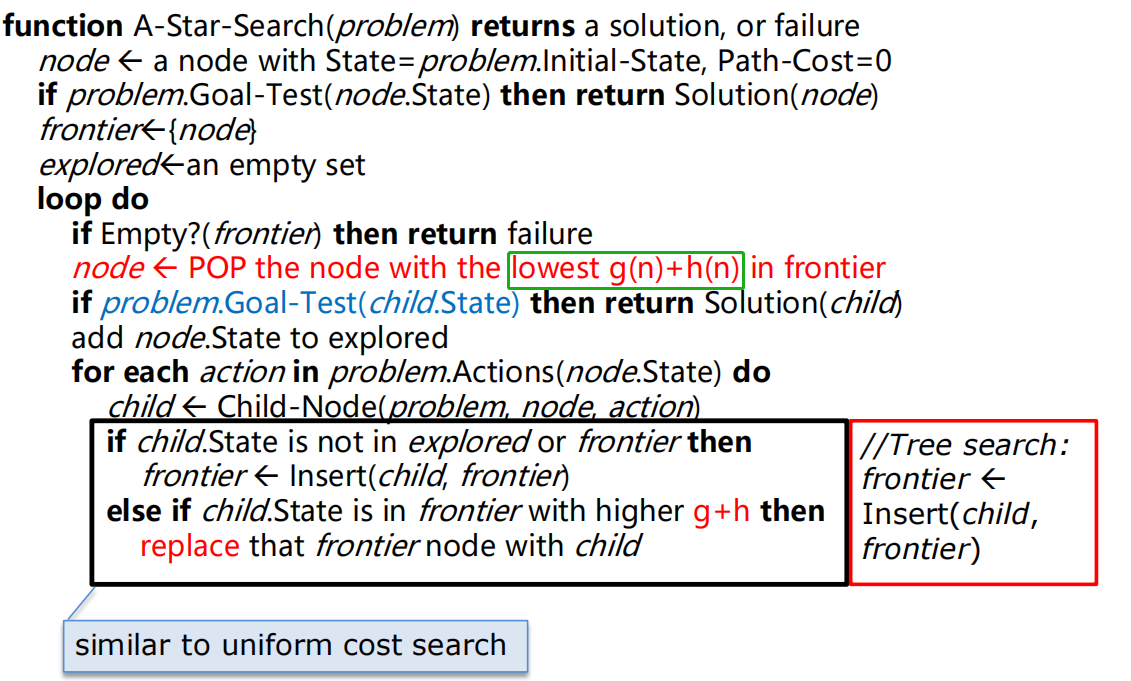 function A-Star-Search(problem) returns a solution, or failure
node ← a node with State=problem.Initial-State, Path-Cost=0
if problem.Goal-Test(node.State) then return Solution(node)
frontier←{node}
explored←an empty set
loop do
if Empty?(frontier) then return failure
node ← POP the node with the lowest g(n)+h(n) in frontier
if problem.Goal-Test(child.State) then return Solution(child)
add node.State to explored
for each action in problem.Actions(node.State) do
child ← Child-Node(problem, node, action)
if child.State is not in explored or frontier then
frontier ← Insert(child, frontier)
else if child.State is in frontier with higher g+h then
replace that frontier node with child
//Tree search:
frontier ←
Insert(child,
frontier)
similar to uniform cost search